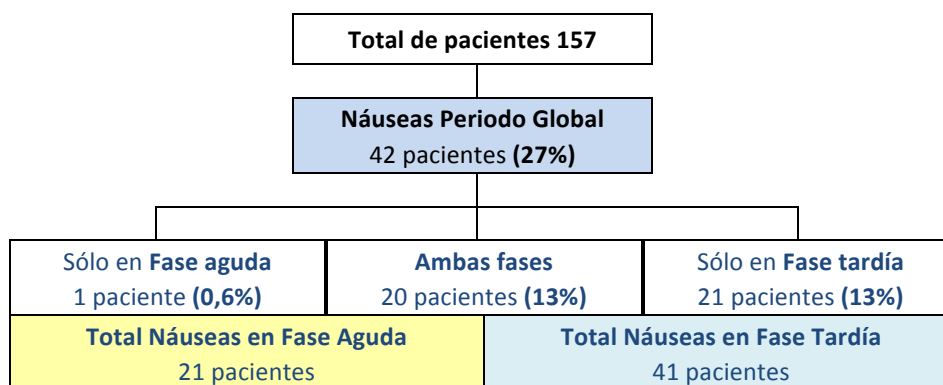 Total de pacientes 157
Náuseas Periodo Global
42 pacientes (27%)
Sólo en Fase aguda
1 paciente (0,6%)
Ambas fases
20 pacientes (13%)
Sólo en Fase tardía
21 pacientes (13%)
Total Náuseas en Fase Aguda
21 pacientes
Total Náuseas en Fase Tardía
41 pacientes